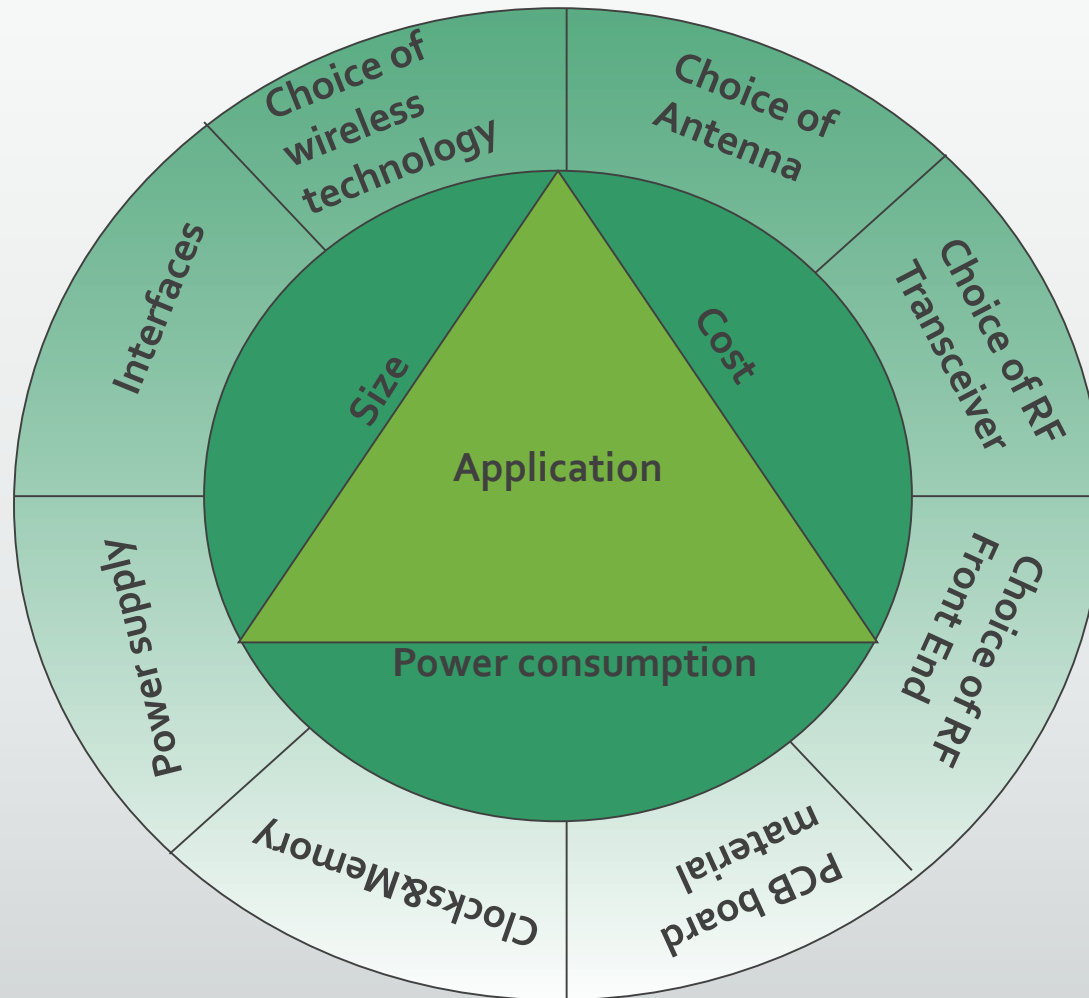 Choice of
wireless
technology
Choice of
Antenna
Choice of RF
Transceiver
Choice of RF
Front End
PCB board
material
Clocks&Memory
Power supply
Interfaces
Size
Cost
Application
Power consumption